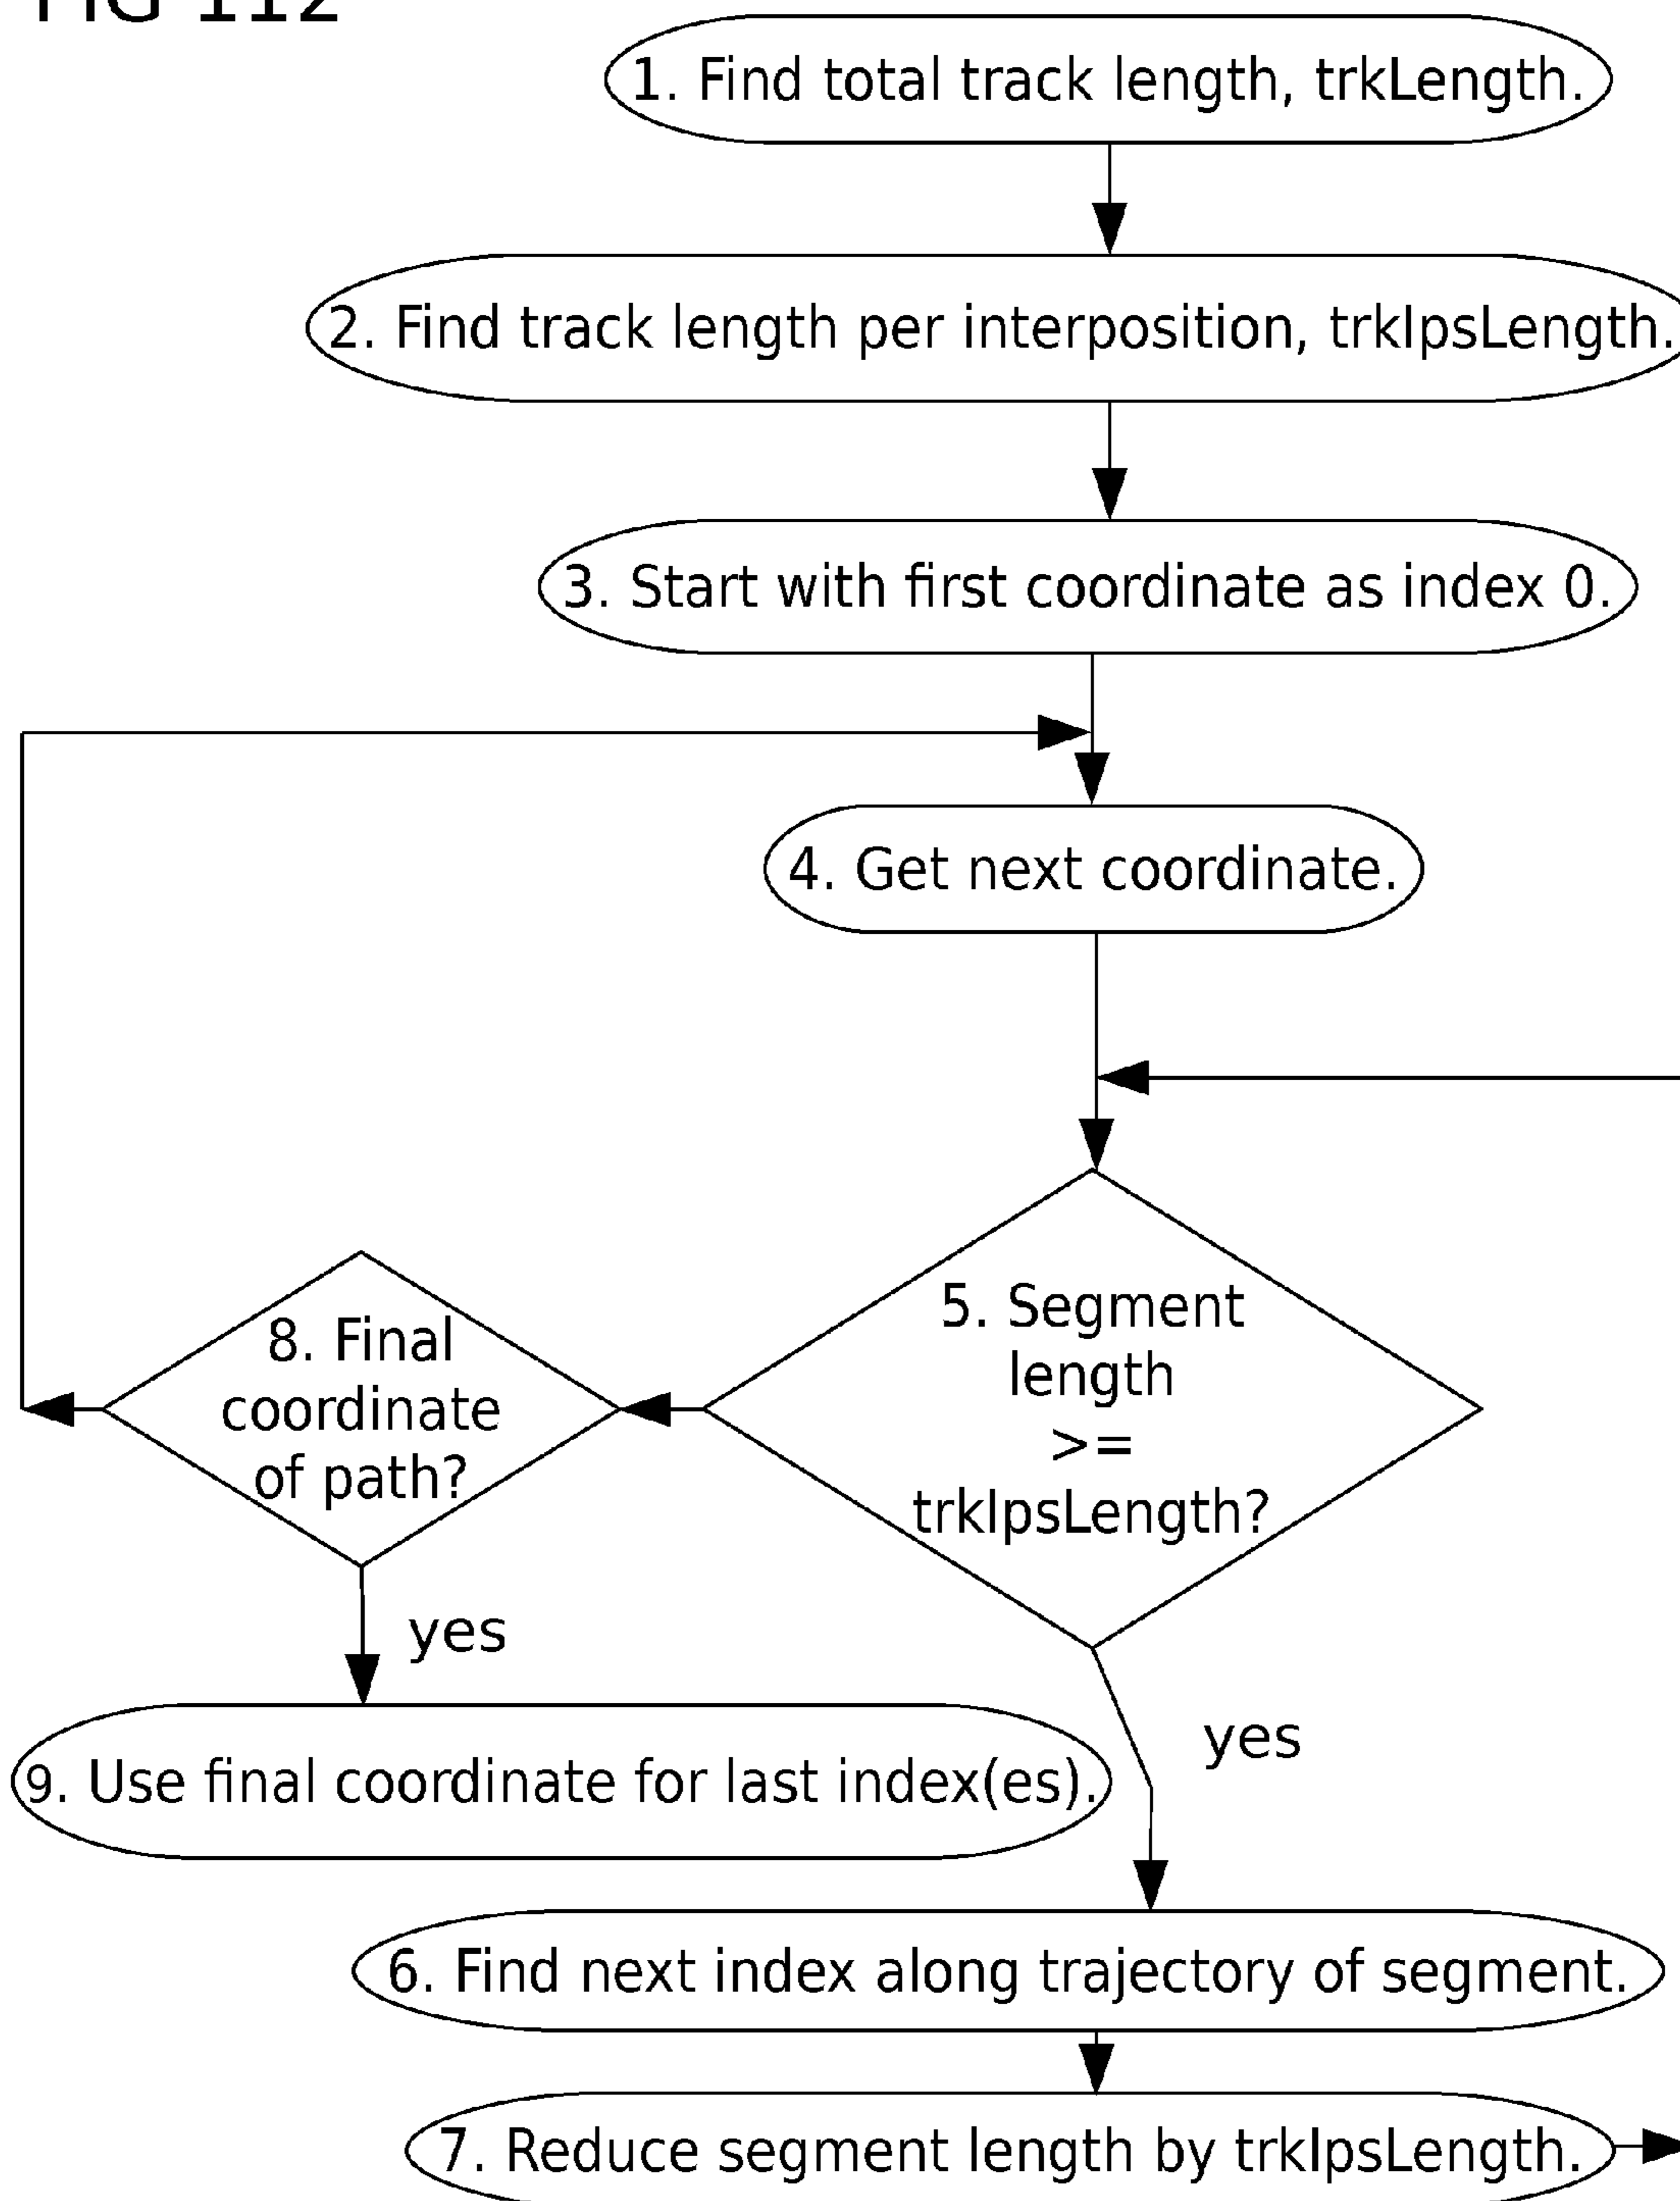 FIG 112
1. Find total track length, trkLength.
2. Find track length per interposition, trkIpsLength.
3. Start with first coordinate as index 0.
4. Get next coordinate.
5. Segment
length
>=
trkIpsLength?
8. Final
coordinate
of path?
yes
yes
9. Use final coordinate for last index(es).
6. Find next index along trajectory of segment.
7. Reduce segment length by trkIpsLength.